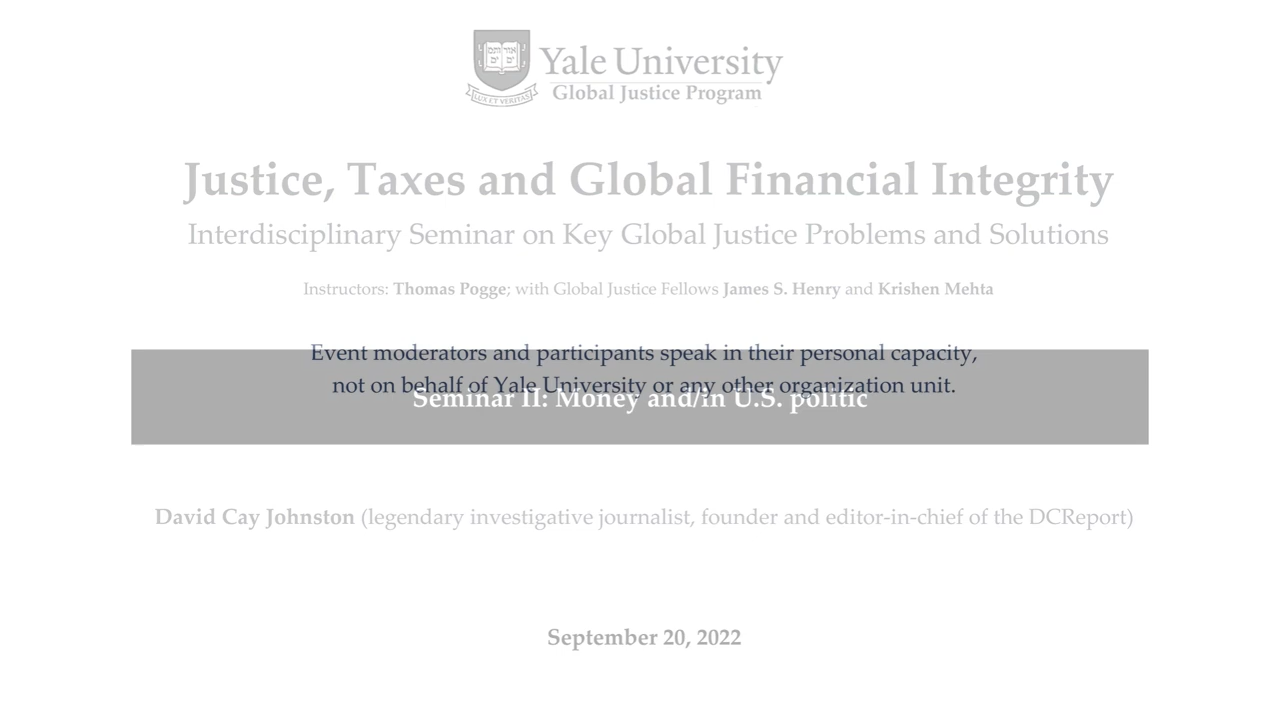 Yale University
Global Justice Program
LUX ET VERITAS
Justice, Taxes and Global Financial Integrity
Interdisciplinary Seminar on Key Global Justice Problems and Solutions
Instructors: Thomas Pogge; with Global Justice Fellows James S. Henry and Krishen Mehta
Event moderators and participants speak in their personal capacity,
not on behalf of Yale University or any other organization unit.
Seminar II: Money and/in U.S. politic
David Cay Johnston (legendary investigative journalist, founder and editor-in-chief of the DCReport)
September 20, 2022